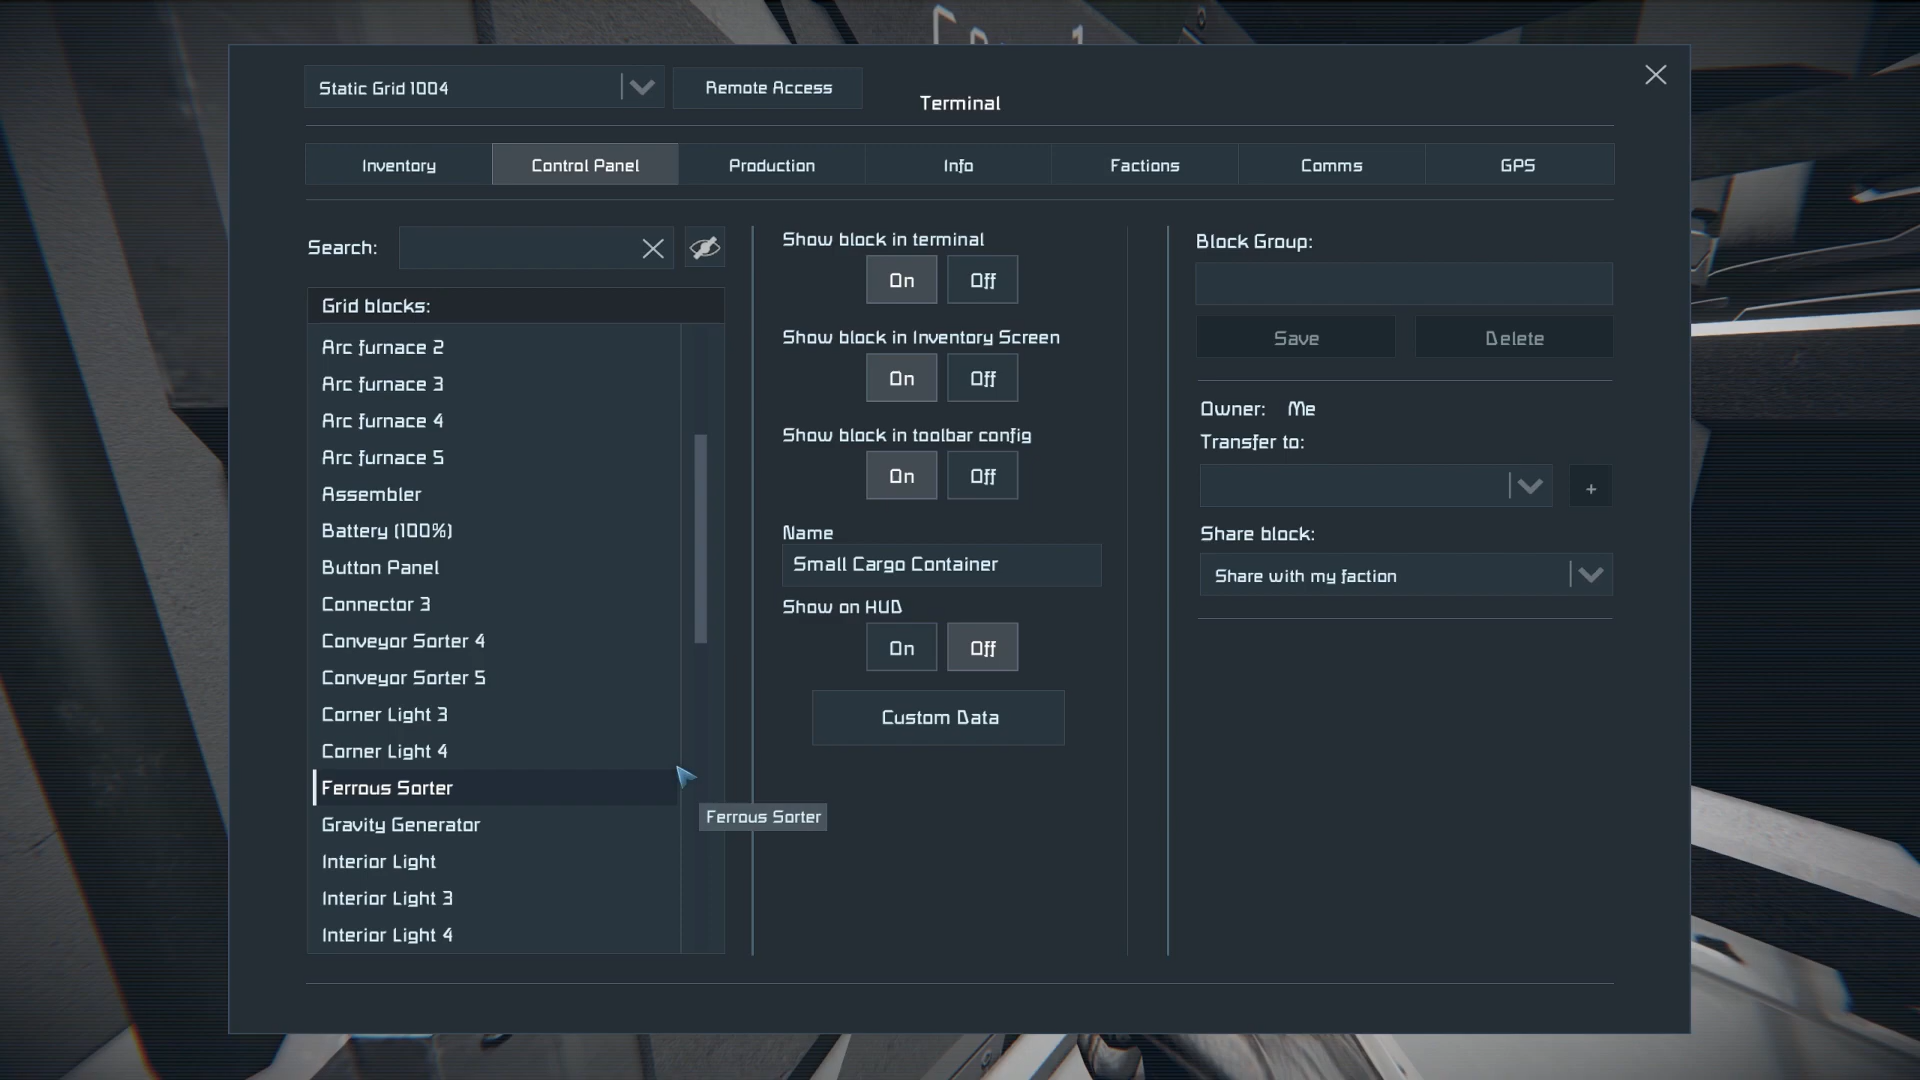 Static Grid 1004
Remote Access
Terminal
Inventory
Control Panel
Production
Info
Factions
Comms
GPS
Search:
Grid blocks:
Arc furnace 2
Arc furnace 3
Arc furnace 4
Arc furnace 5
Assembler
Battery (100%)
Button Panel
Connector 3
Conveyor Sorter 4
Conveyor Sorter 5
Corner Light 3
Corner Light 4
Ferrous Sorter
Gravity Generator
Interior Light
Interior Light 3
Interior Light 4
Ferrous Sorter
Show block in terminal
On Off
Show block in Inventory Screen
On Off
Show block in toolbar config
On Off
Name
Small Cargo Container
Show on HUD
On Off
Custom Data
Block Group:
Save Delete
Owner: Me
Transfer to:
+
Share block:
Share with my faction